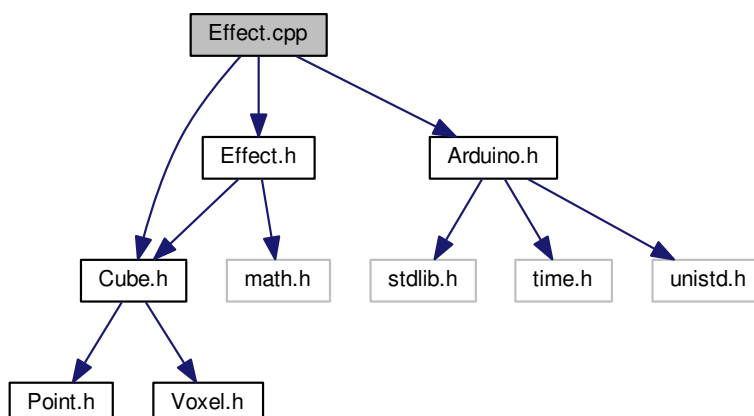 Effect.cpp
Effect.h
Arduino.h
Cube.h
math.h
stdlib.h
time.h
unistd.h
Point.h
Voxel.h